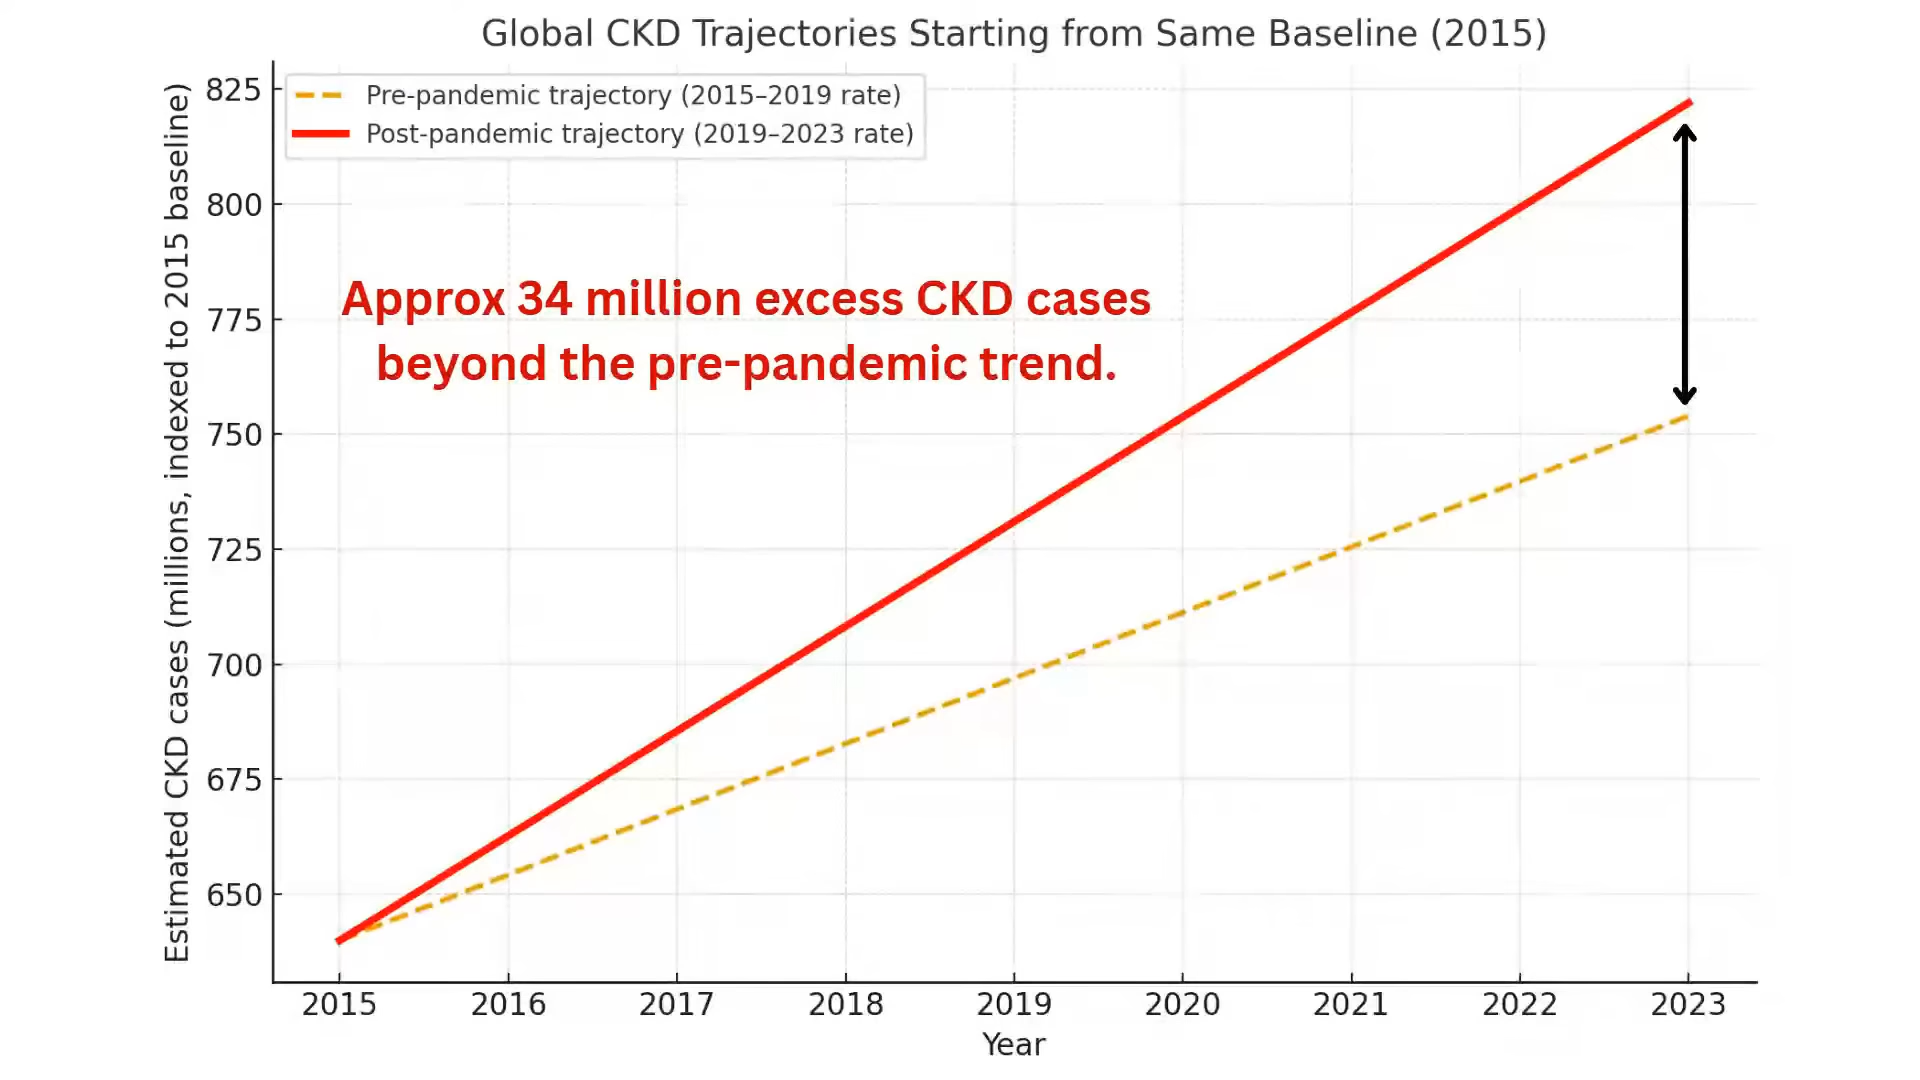 Global CKD Trajectories Starting from Same Baseline (2015)
Estimated CKD cases (millions, indexed to 2015 baseline)
825
800
775
750
725
700
675
650
Pre-pandemic trajectory (2015–2019 rate)
Post-pandemic trajectory (2019–2023 rate)
Approx 34 million excess CKD cases
beyond the pre-pandemic trend.
2015 2016 2017 2018 2019 2020 2021 2022 2023
Year